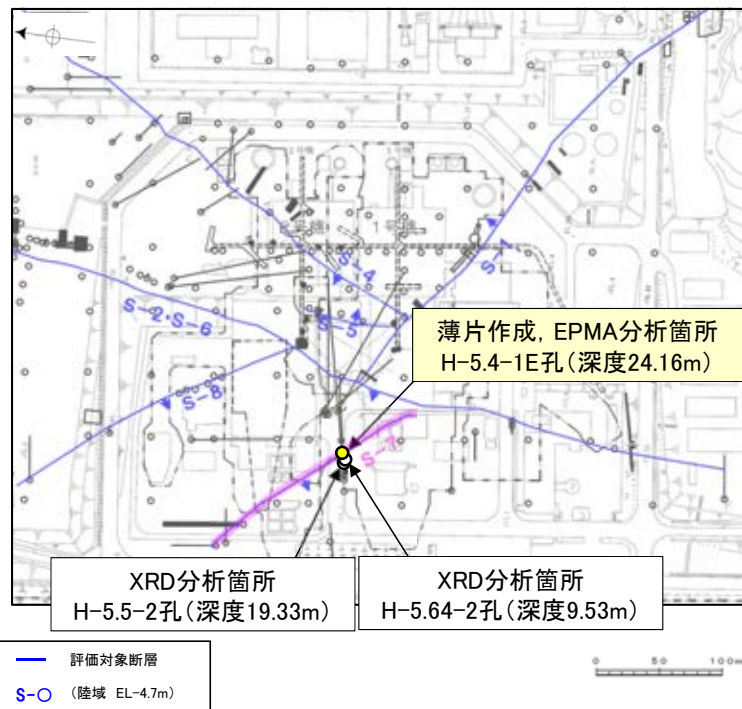 S-4
S-1
S-5
S-2・S-6
薄片作成，EPMA分析箇所
H-5.4-1E孔（深度24.16m）
S-8
S-7
XRD分析箇所
H-5.5-2孔（深度19.33m）
XRD分析箇所
H-5.64-2孔（深度9.53m）
評価対象断層
S-○ （陸域 EL-4.7m）
0 50 100m